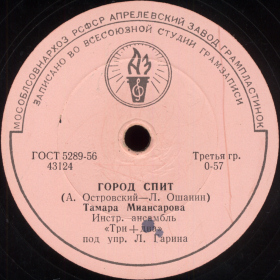 МОСОБЛСОВНАРХОЗ РСФСР АПРЕЛЕВСКИЙ ЗАВОД ГРАМПЛАСТИНОК
ЗАПИСАНО ВО ВСЕСОЮЗНОЙ СТУДИИ ГРАМЗАПИСИ
АЗ
ГОСТ 5289-56 Третья гр.
43124 0-57
ГОРОД СПИТ
(А. Островский—Л. Ошанин)
Тамара Миансарова
Инстр. ансамбль
«Три+два»
под упр. Л. Гарина